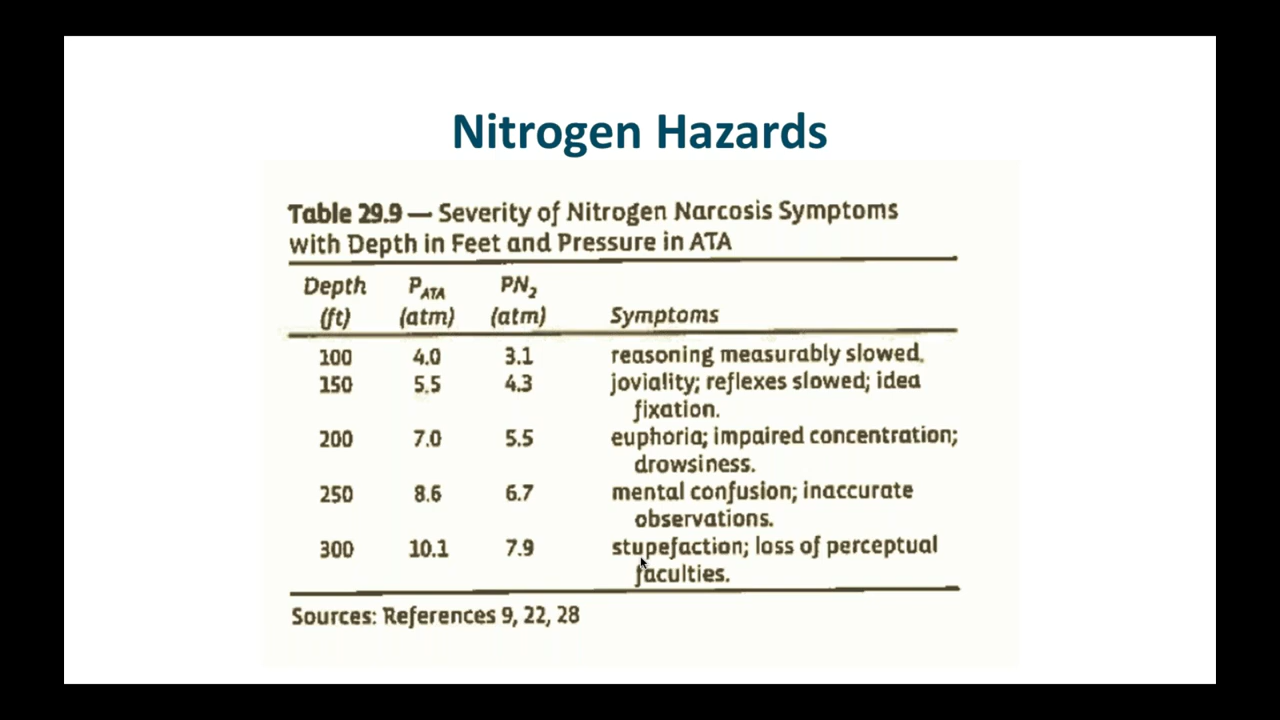 Nitrogen Hazards
Table 29.9 — Severity of Nitrogen Narcosis Symptoms
with Depth in Feet and Pressure in ATA
Depth PATA PN2
(ft) (atm) (atm) Symptoms
100 4.0 3.1 reasoning measurably slowed.
150 5.5 4.3 joviality; reflexes slowed; idea
fixation.
200 7.0 5.5 euphoria; impaired concentration;
drowsiness.
250 8.6 6.7 mental confusion; inaccurate
observations.
300 10.1 7.9 stupefaction; loss of perceptual
faculties.
Sources: References 9, 22, 28